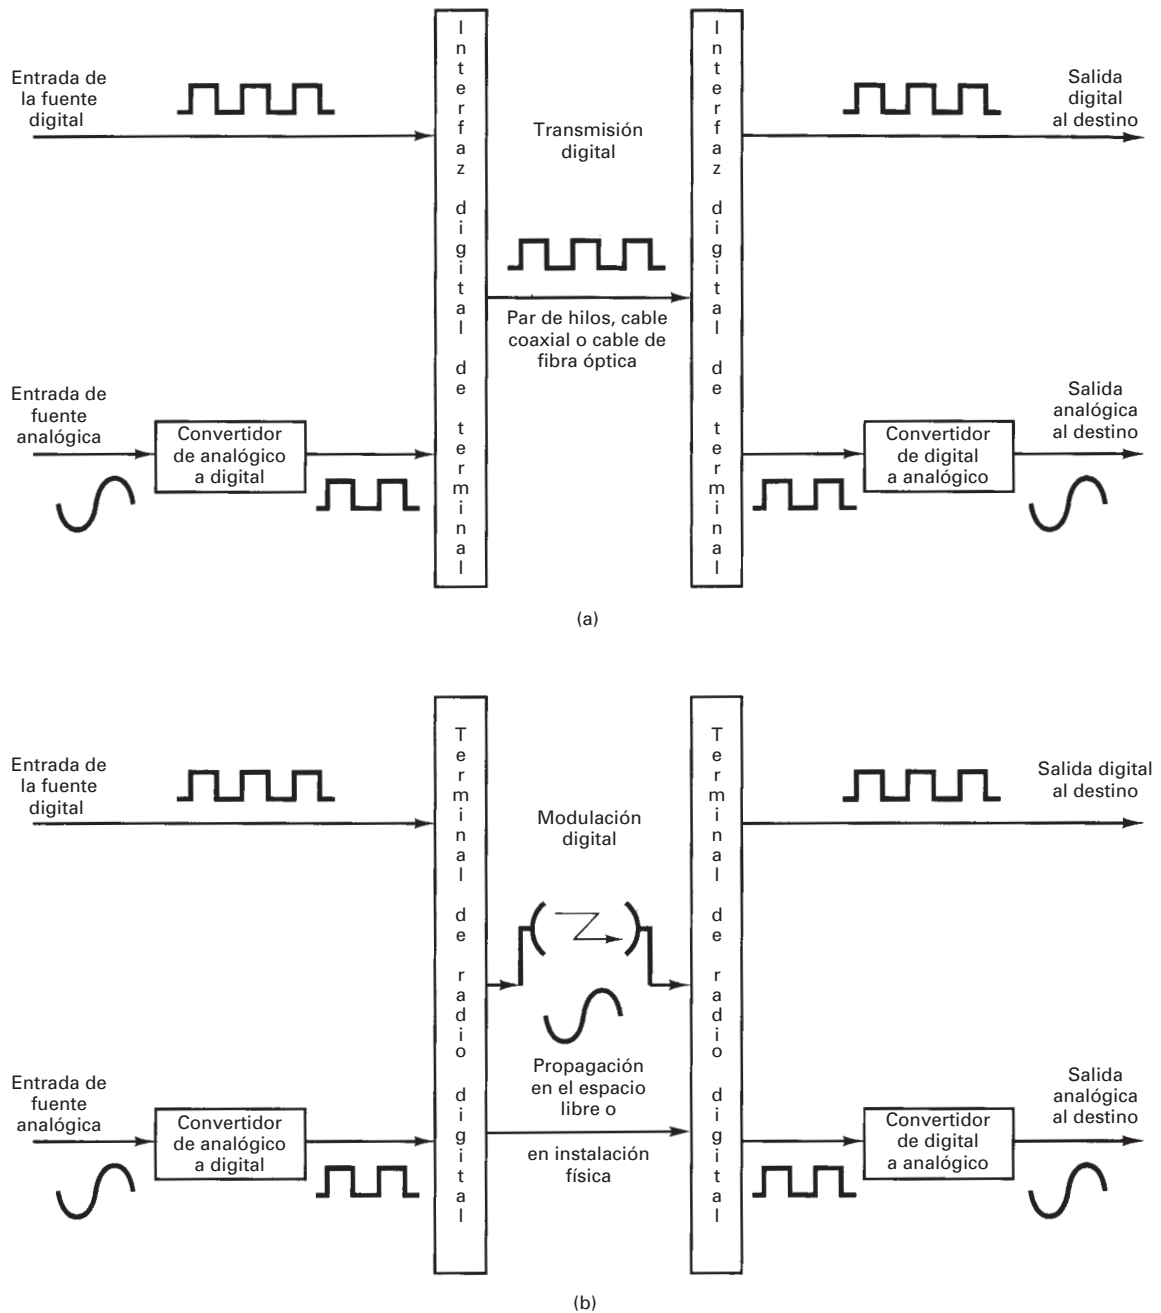 Entrada de
la fuente
digital
Interfaz digital de terminal
Transmisión
digital
Par de hilos, cable
coaxial o cable de
fibra óptica
Interfaz digital de terminal
Salida
digital
al destino
Entrada de
fuente
analógica
Convertidor
de analógico
a digital
Convertidor
de digital
a analógico
Salida
analógica
al destino
(a)
Entrada de
la fuente
digital
Terminal de radio digital
Modulación
digital
Propagación
en el espacio
libre o
en instalación
física
Terminal de radio digital
Salida digital
al destino
Entrada de
fuente
analógica
Convertidor
de analógico
a digital
Convertidor
de digital
a analógico
Salida
analógica
al destino
(b)